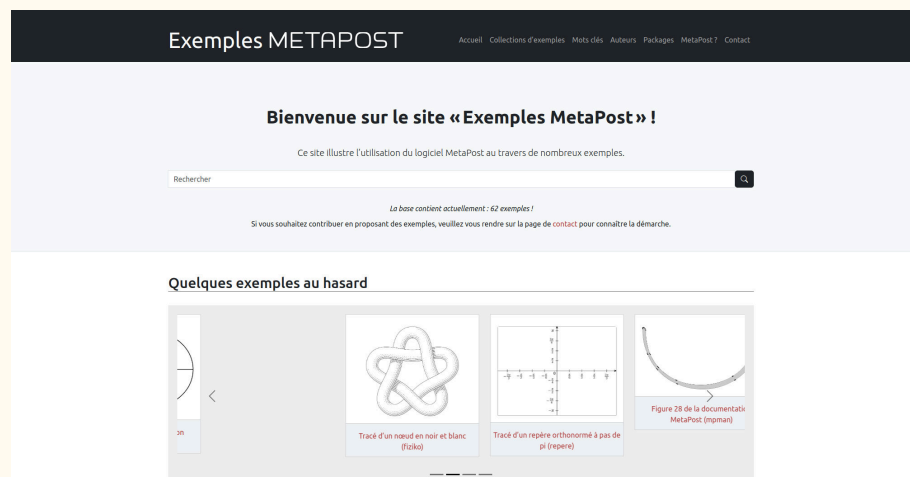 Exemples METAPOST
Accueil Collections d'exemples Mots clés Auteurs Packages MetaPost ? Contact
Bienvenue sur le site « Exemples MetaPost » !
Ce site illustre l'utilisation du logiciel MetaPost au travers de nombreux exemples.
Rechercher
La base contient actuellement : 62 exemples !
Si vous souhaitez contribuer en proposant des exemples, veuillez vous rendre sur la page de contact pour connaître la démarche.
Quelques exemples au hasard
on
Tracé d'un nœud en noir et blanc
(fiziko)
Tracé d'un repère orthonormé à pas de
pi (repere)
Figure 28 de la documentatio
MetaPost (mpman)